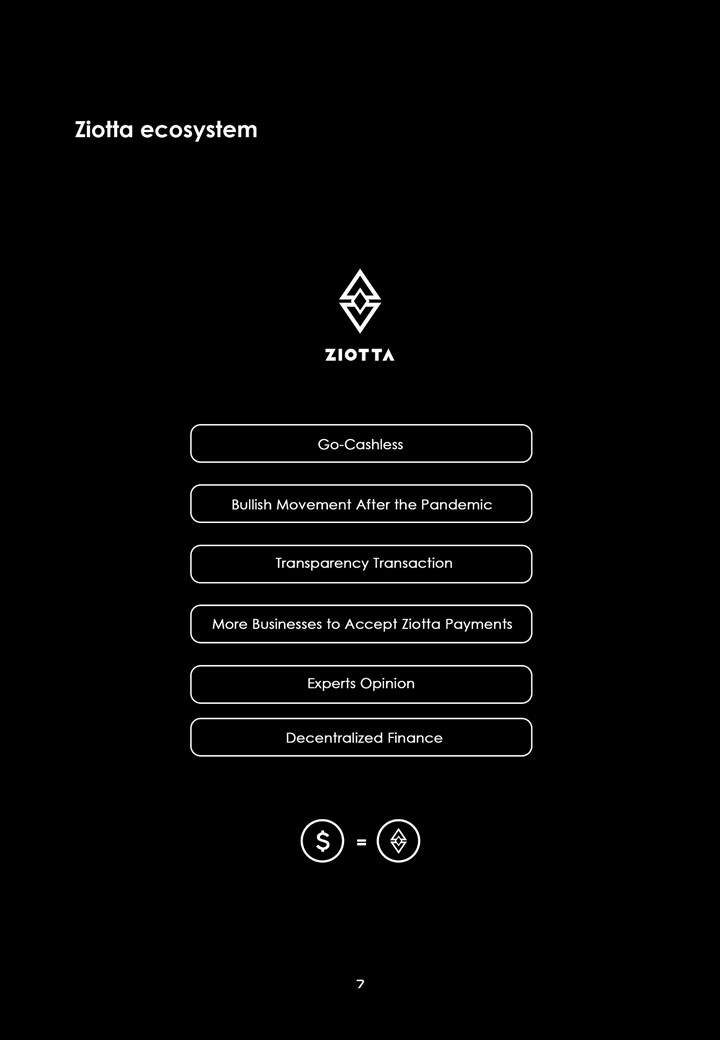 Ziotta ecosystem
ZIOTTA
Go-Cashless
Bullish Movement After the Pandemic
Transparency Transaction
More Businesses to Accept Ziotta Payments
Experts Opinion
Decentralized Finance
$ =
7